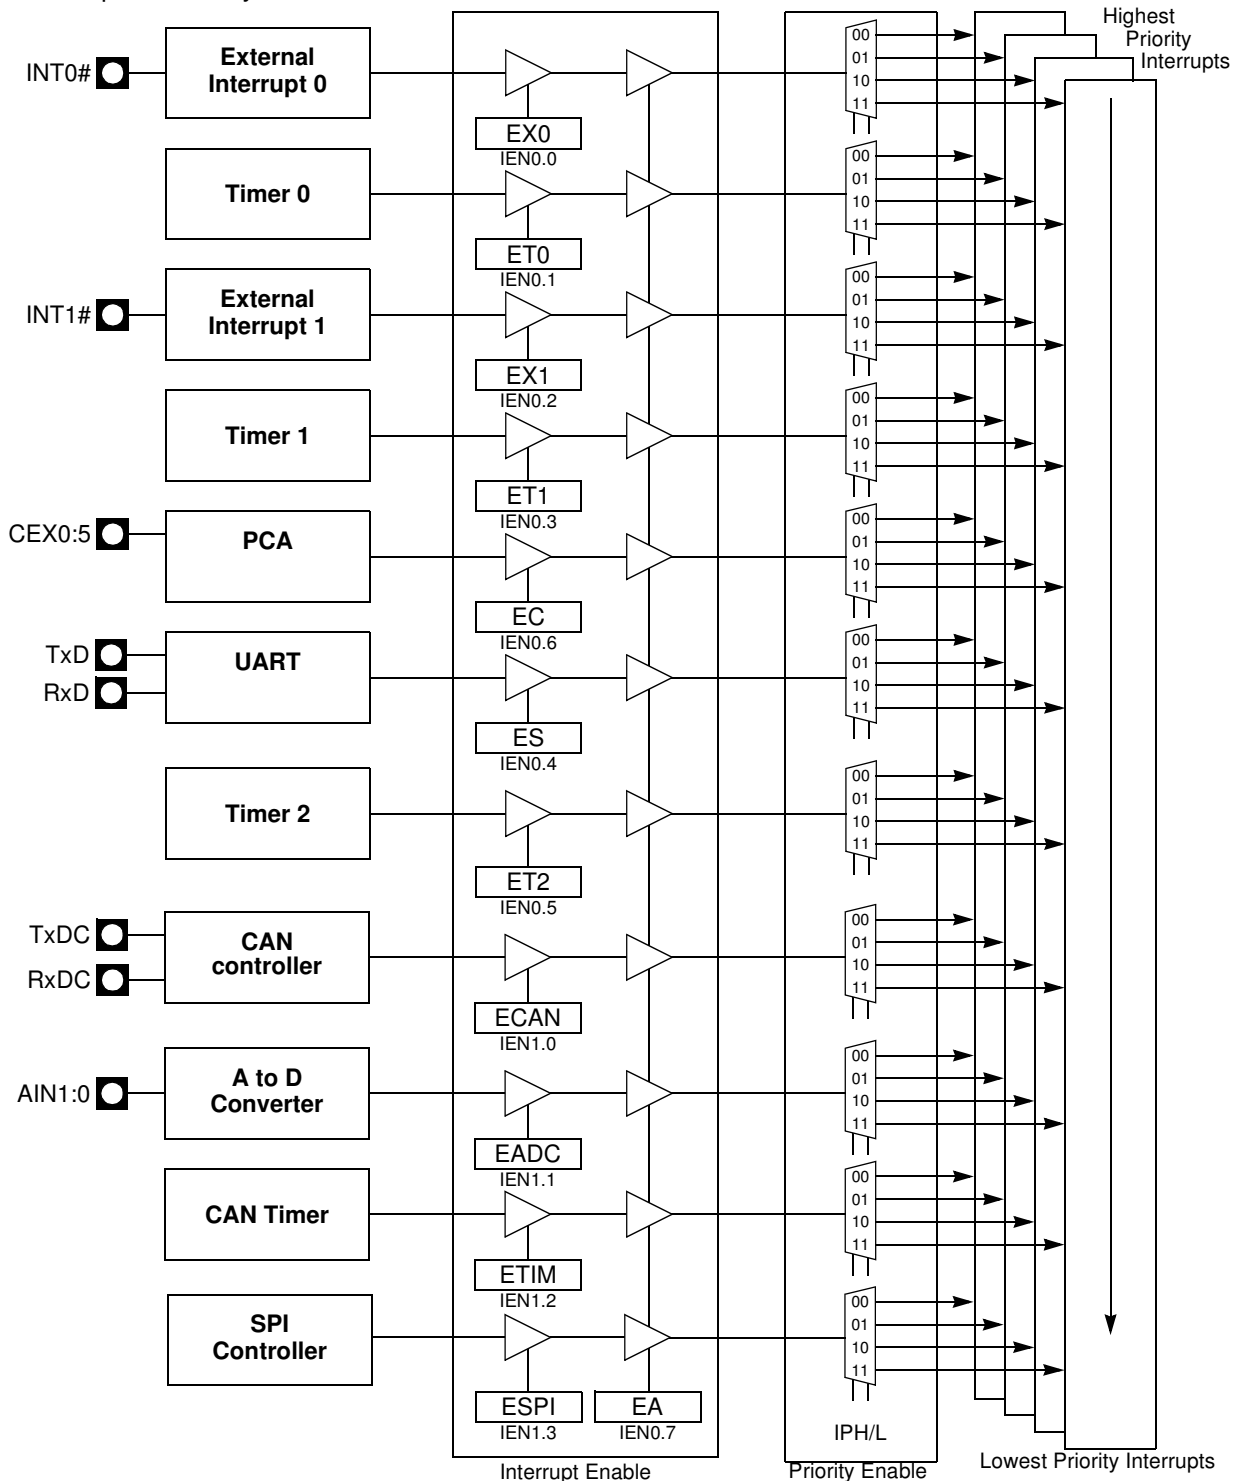 Highest
Priority
Interrupts
INT0#
External
Interrupt 0
EX0
IEN0.0
00
01
10
11
Timer 0
ET0
IEN0.1
00
01
10
11
INT1#
External
Interrupt 1
EX1
IEN0.2
00
01
10
11
Timer 1
ET1
IEN0.3
00
01
10
11
CEX0:5
PCA
EC
IEN0.6
00
01
10
11
TxD
RxD
UART
ES
IEN0.4
00
01
10
11
Timer 2
ET2
IEN0.5
00
01
10
11
TxDC
RxDC
CAN
controller
ECAN
IEN1.0
00
01
10
11
AIN1:0
A to D
Converter
EADC
IEN1.1
00
01
10
11
CAN Timer
ETIM
IEN1.2
00
01
10
11
SPI
Controller
ESPI
IEN1.3
EA
IEN0.7
00
01
10
11
IPH/L
Interrupt Enable
Priority Enable
Lowest Priority Interrupts